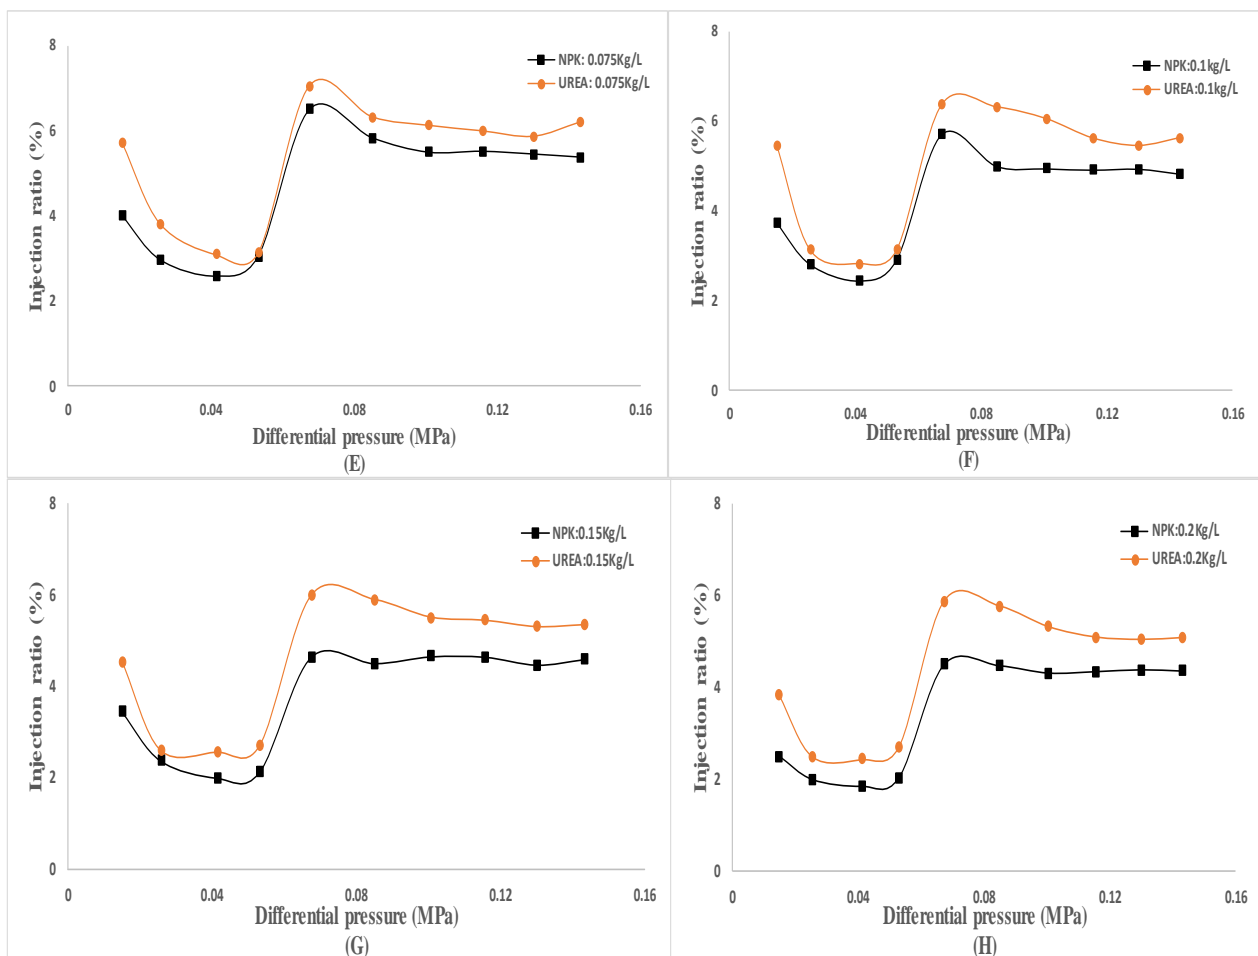 8
6
4
2
0
Injection ratio (%)
NPK: 0.075Kg/L
UREA: 0.075Kg/L
0 0.04 0.08 0.12 0.16
Differential pressure (MPa)
(E)
8
6
4
2
0
Injection ratio (%)
NPK:0.1kg/L
UREA:0.1kg/L
0 0.04 0.08 0.12 0.16
Differential pressure (MPa)
(F)
8
6
4
2
0
Injection ratio (%)
NPK:0.15Kg/L
UREA:0.15Kg/L
0 0.04 0.08 0.12 0.16
Differential pressure (MPa)
(G)
8
6
4
2
0
Injection ratio (%)
NPK:0.2Kg/L
UREA:0.2Kg/L
0 0.04 0.08 0.12 0.16
Differential pressure (MPa)
(H)